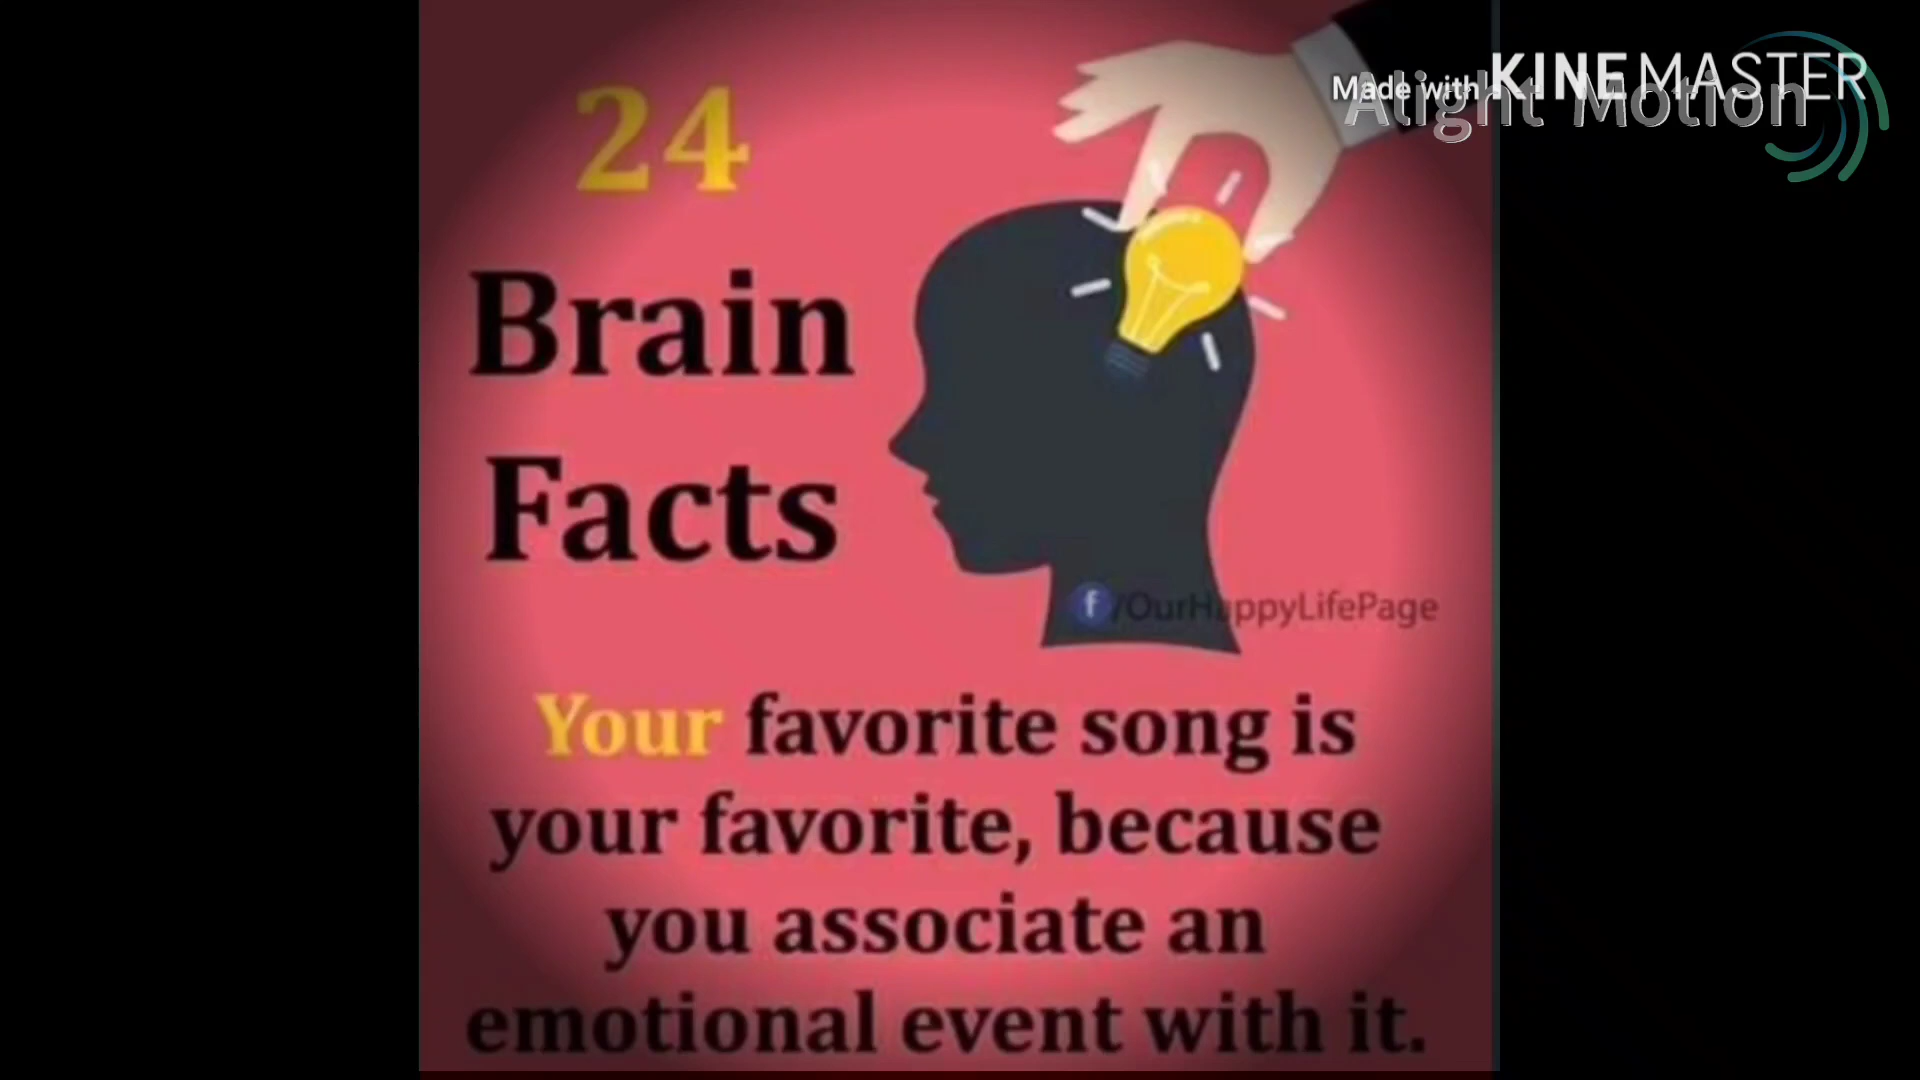 Made with KINEMASTER
Alight Motion
24
Brain
Facts
f/OurHappyLifePage
Your favorite song is
your favorite, because
you associate an
emotional event with it.